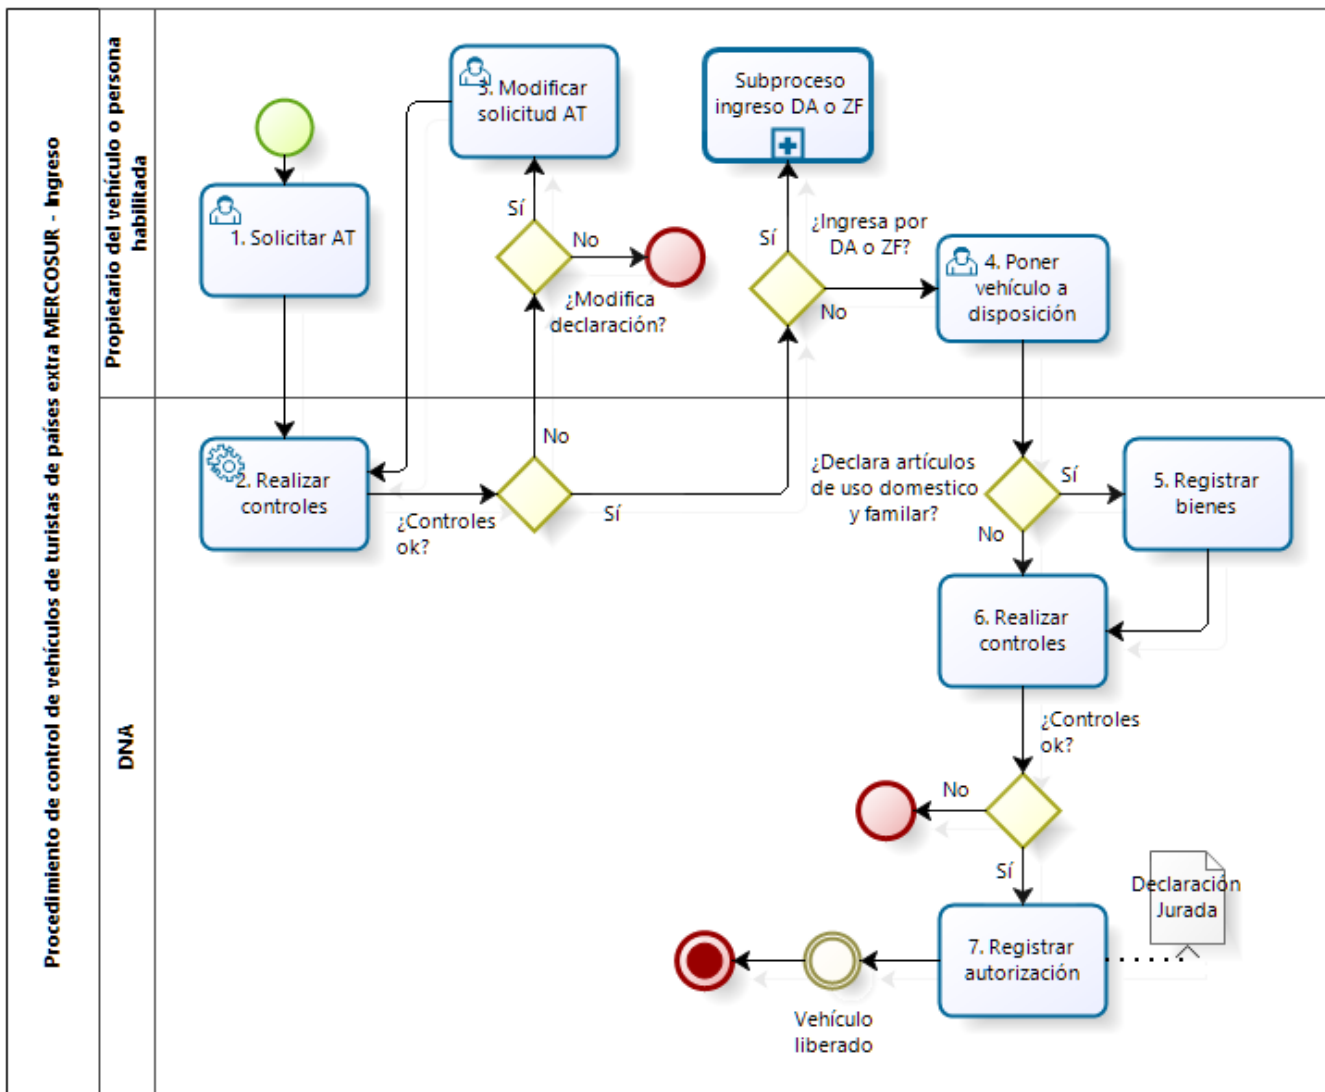 Procedimiento de control de vehículos de turistas de países extra MERCOSUR - Ingreso
Propietario del vehículo o persona
habilitada
1. Solicitar AT
3. Modificar
solicitud AT
Sí
No
¿Modifica
declaración?
Subproceso
ingreso DA o ZF
Sí
¿Ingresa por
DA o ZF?
No
4. Poner
vehículo a
disposición
DNA
2. Realizar
controles
¿Controles
ok?
No
Sí
¿Declara artículos
de uso domestico
y familar?
Sí
No
5. Registrar
bienes
6. Realizar
controles
¿Controles
ok?
No
Sí
7. Registrar
autorización
Declaración
Jurada
Vehículo
liberado